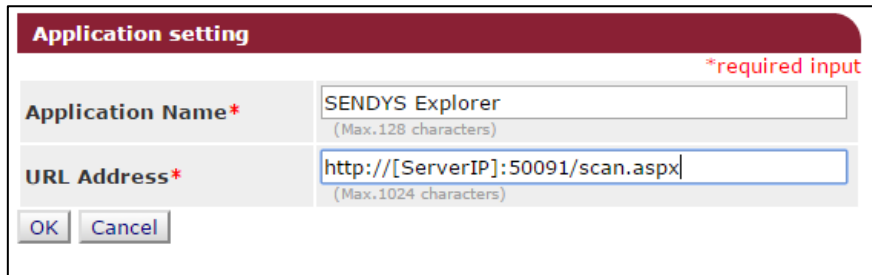 Application setting
*required input
Application Name*
SENDYS Explorer
(Max.128 characters)
URL Address*
http://[ServerIP]:50091/scan.aspx
(Max.1024 characters)
OK Cancel